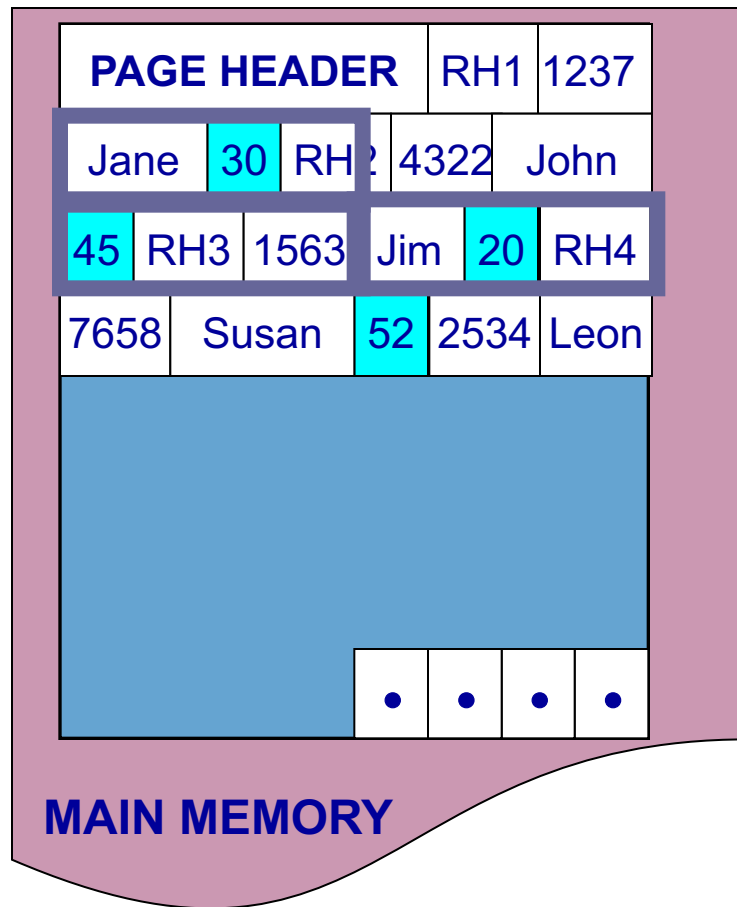 PAGE HEADER RH1 1237
Jane 30 RH2 4322 John
45 RH3 1563 Jim 20 RH4
7658 Susan 52 2534 Leon
MAIN MEMORY